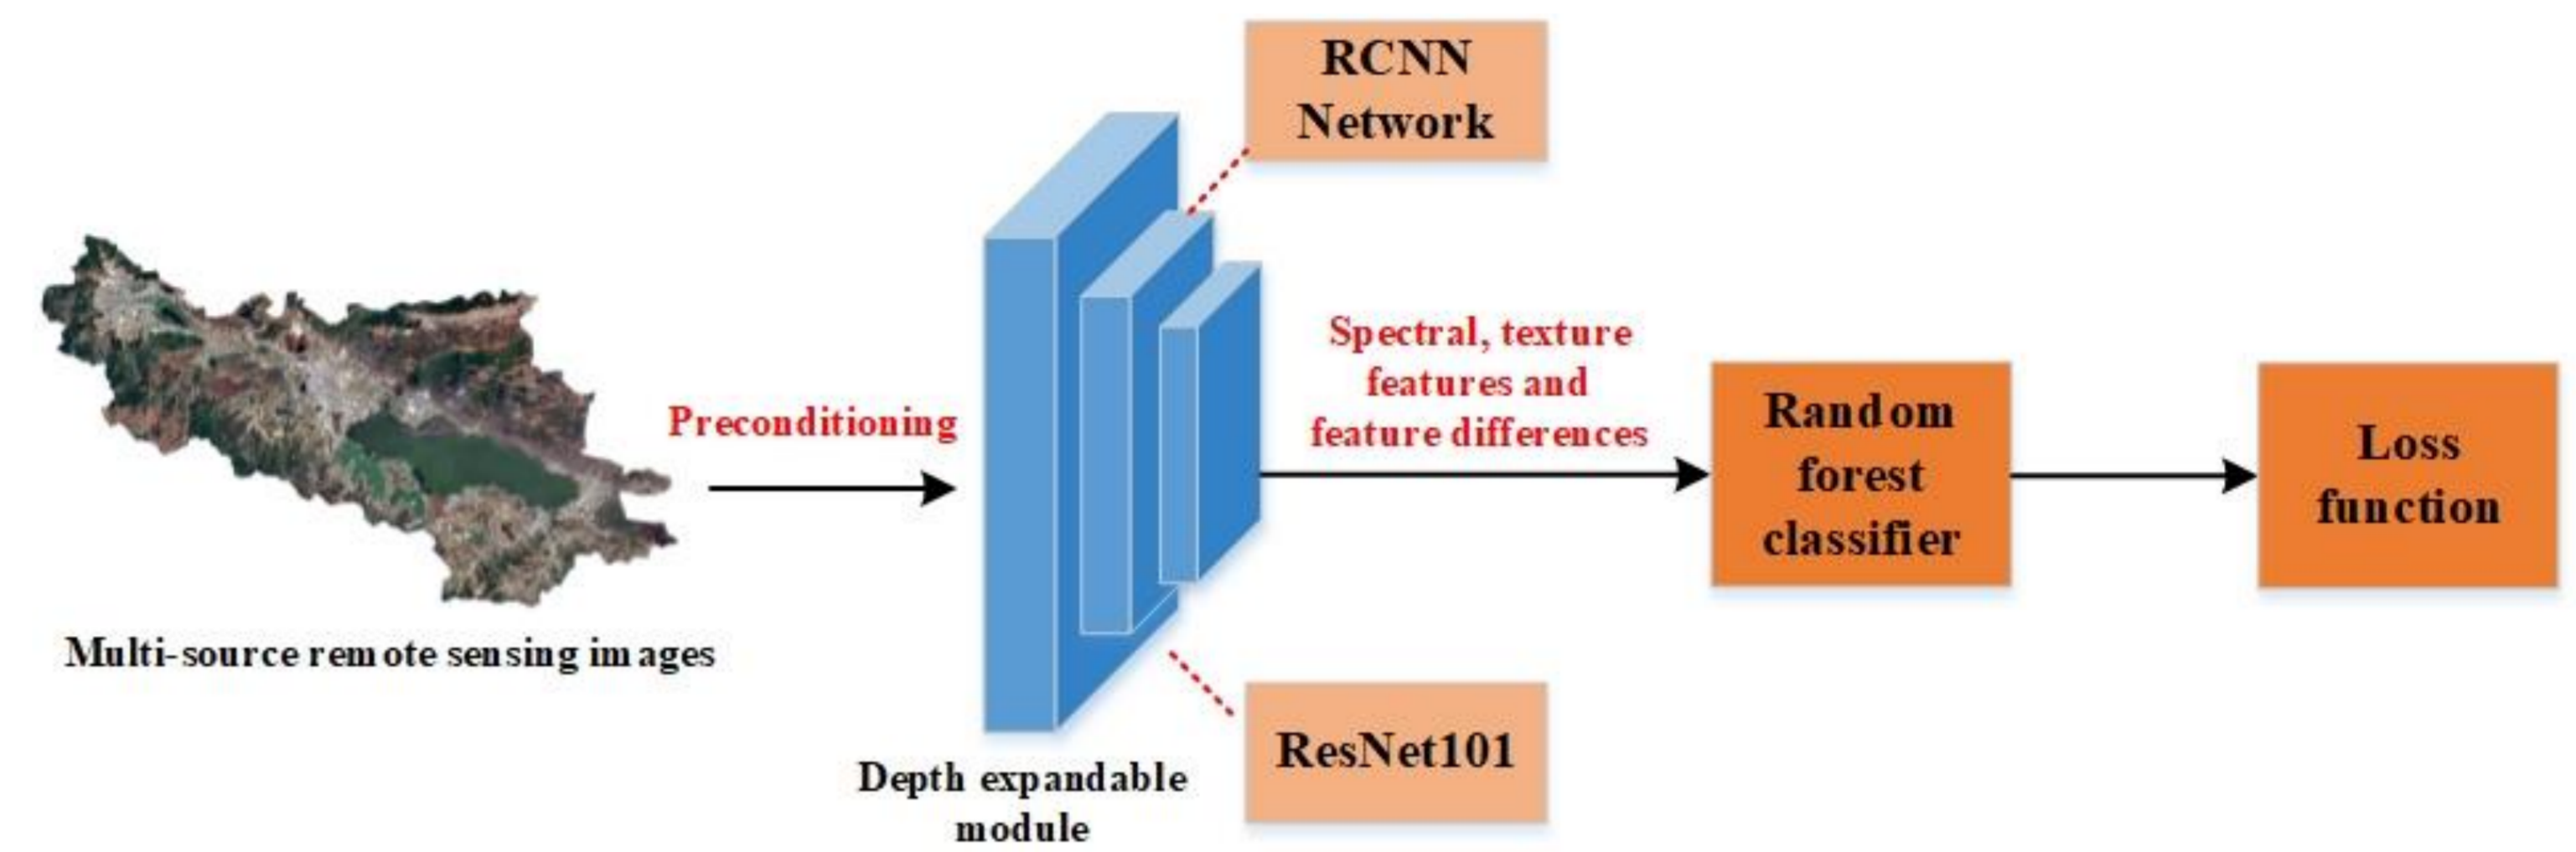 RCNN
Network
Spectral, texture
features and
feature differences
Preconditioning
Random
forest
classifier
Loss
function
Multi-source remote sensing images
ResNet101
Depth expandable
module